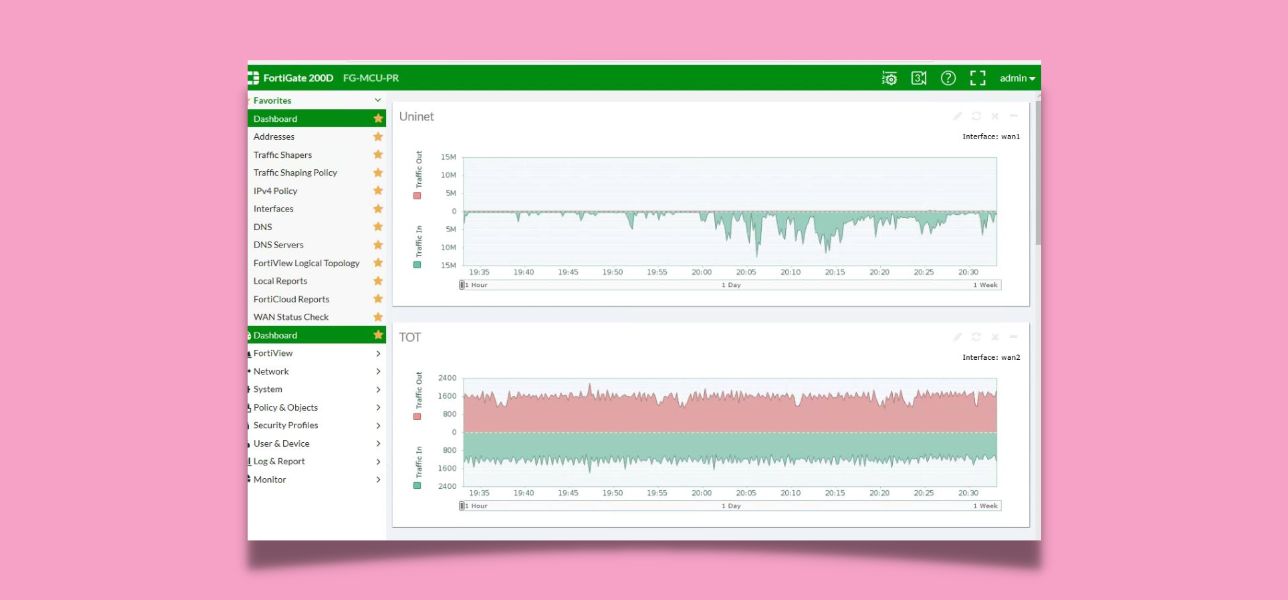 FortiGate 200D FG-MCU-PR
3
?
admin
Favorites
Dashboard
Addresses
Traffic Shapers
Traffic Shaping Policy
IPv4 Policy
Interfaces
DNS
DNS Servers
FortiView Logical Topology
Local Reports
FortiCloud Reports
WAN Status Check
Dashboard
FortiView
Network
System
Policy & Objects
Security Profiles
User & Device
Log & Report
Monitor
Uninet
Interface: wan1
Traffic Out
Traffic In
15M
10M
5M
0
5M
10M
15M
19:35 19:40 19:45 19:50 19:55 20:00 20:05 20:10 20:15 20:20 20:25 20:30
1 Hour 1 Day 1 Week
TOT
Interface: wan2
Traffic Out
Traffic In
2400
1600
800
0
800
1600
2400
19:35 19:40 19:45 19:50 19:55 20:00 20:05 20:10 20:15 20:20 20:25 20:30
1 Hour 1 Day 1 Week